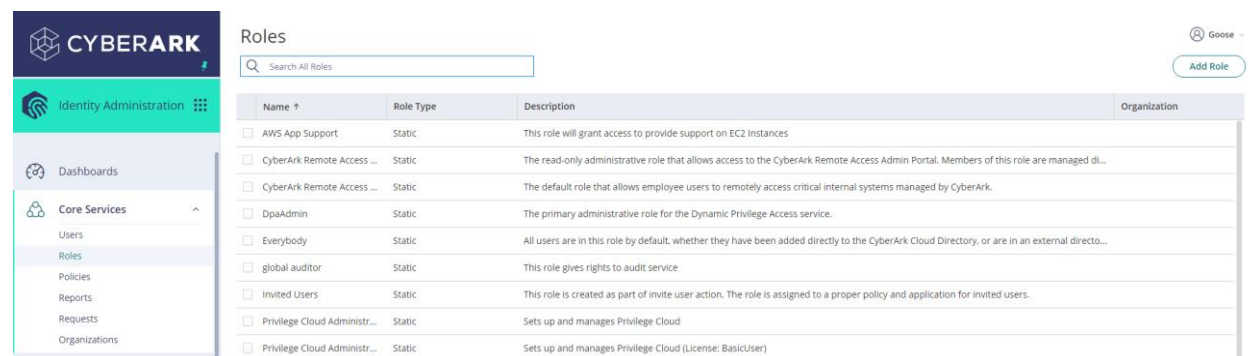 CYBERARK
Roles
Goose
Search All Roles
Add Role
Identity Administration
Name ↑ Role Type Description Organization
AWS App Support Static This role will grant access to provide support on EC2 Instances
CyberArk Remote Access ... Static The read-only administrative role that allows access to the CyberArk Remote Access Admin Portal. Members of this role are managed di...
Dashboards
CyberArk Remote Access ... Static The default role that allows employee users to remotely access critical internal systems managed by CyberArk.
Core Services
DpaAdmin Static The primary administrative role for the Dynamic Privilege Access service.
Users
Everybody Static All users are in this role by default, whether they have been added directly to the CyberArk Cloud Directory, or are in an external directo...
Roles
global auditor Static This role gives rights to audit service
Policies
Invited Users Static This role is created as part of invite user action. The role is assigned to a proper policy and application for invited users.
Reports
Requests
Privilege Cloud Administr... Static Sets up and manages Privilege Cloud
Organizations
Privilege Cloud Administr... Static Sets up and manages Privilege Cloud (License: BasicUser)